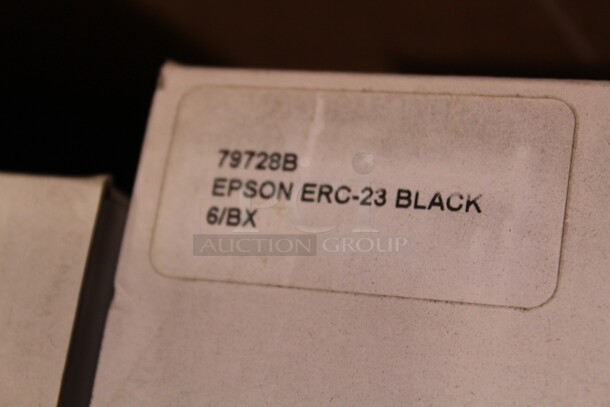 79728B
EPSON ERC-23 BLACK
6/BX
AUCTION GROUP